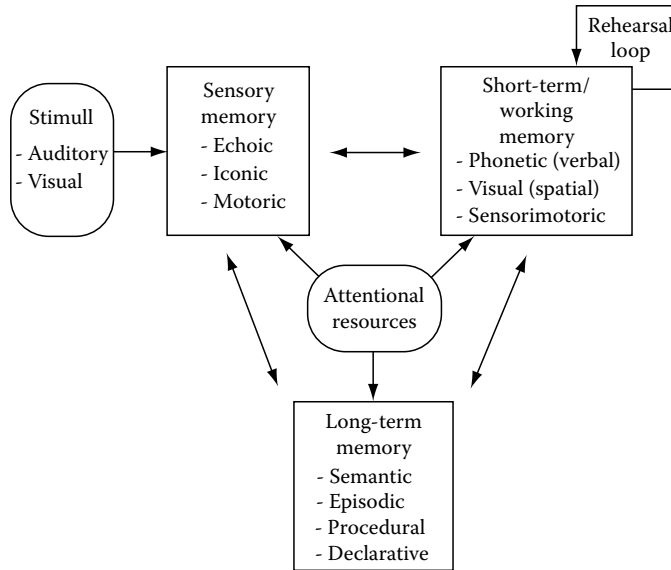 Rehearsal
loop
Stimull
- Auditory
- Visual
Sensory
memory
- Echoic
- Iconic
- Motoric
Short-term/
working
memory
- Phonetic (verbal)
- Visual (spatial)
- Sensorimotoric
Attentional
resources
Long-term
memory
- Semantic
- Episodic
- Procedural
- Declarative